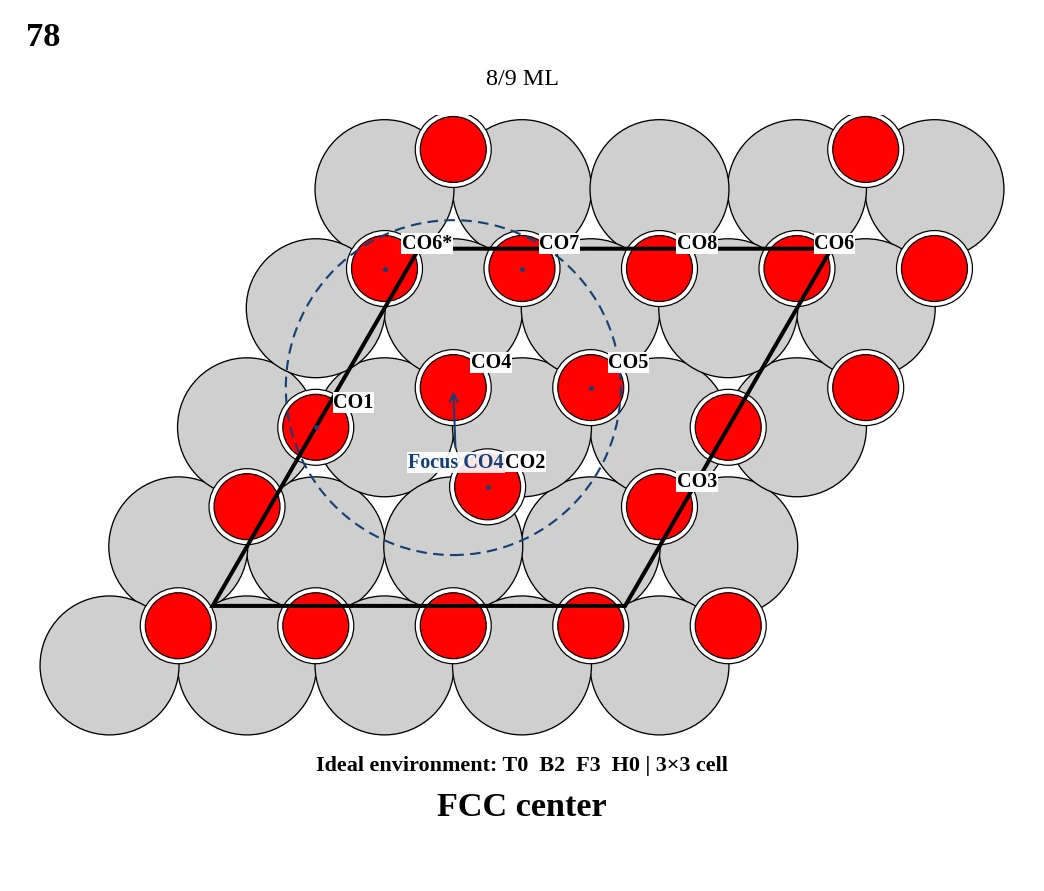 78
8/9 ML
CO6* CO7 CO8 CO6
CO4 CO5
CO1
Focus CO4 CO2
CO3
Ideal environment: T0 B2 F3 H0 | 3×3 cell
FCC center